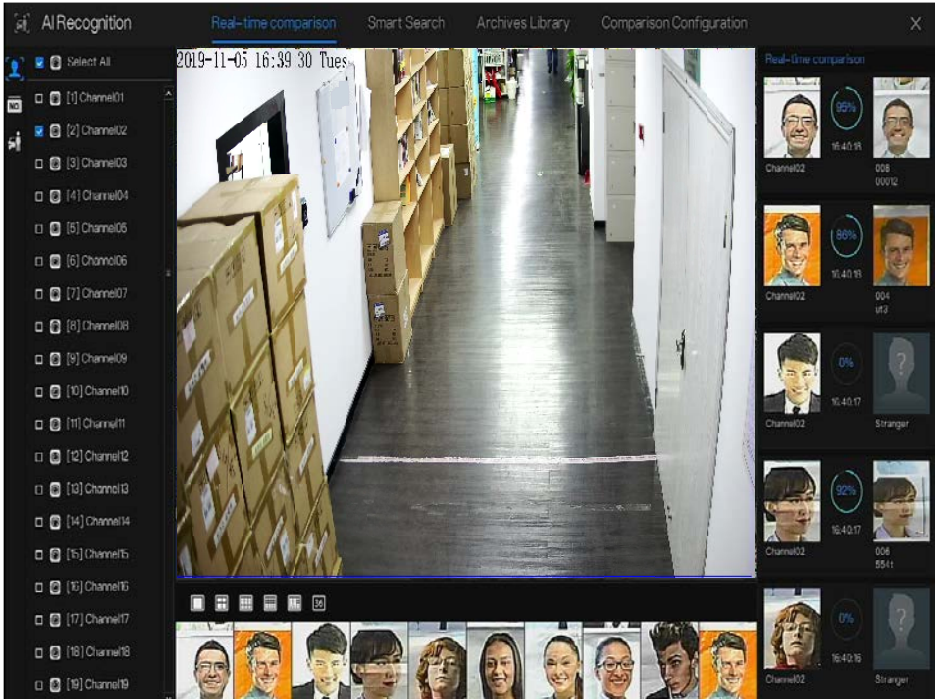 AI Recognition
Real-time comparison
Smart Search
Archives Library
Comparison Configuration
X
Select All
[1] Channel01
[2] Channel02
[3] Channel03
[4] Channel04
[5] Channel05
[6] Channel06
[7] Channel07
[8] Channel08
[9] Channel09
[10] Channel10
[11] Channel11
[12] Channel12
[13] Channel13
[14] Channel14
[15] Channel15
[16] Channel16
[17] Channel17
[18] Channel18
[19] Channel19
NO.
2019-11-05 16:39 30 Tues
36
Real-time comparison
95%
16:40:18
Channel02
008
00012
86%
16:40:18
Channel02
004
ut3
0%
16:40:17
Channel02
Stranger
92%
16:40:17
Channel02
006
554t
0%
16:40:16
Channel02
Stranger